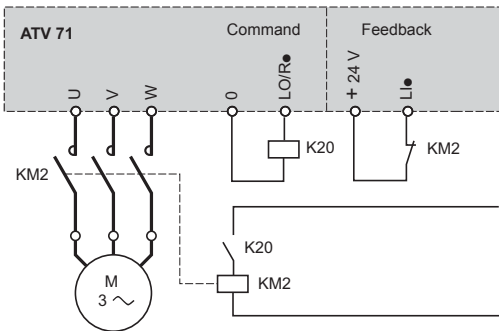 ATV 71
Command
Feedback
U
V
W
0
LO/R●
+ 24 V
LI●
K20
KM2
KM2
K20
KM2
M
3 ~